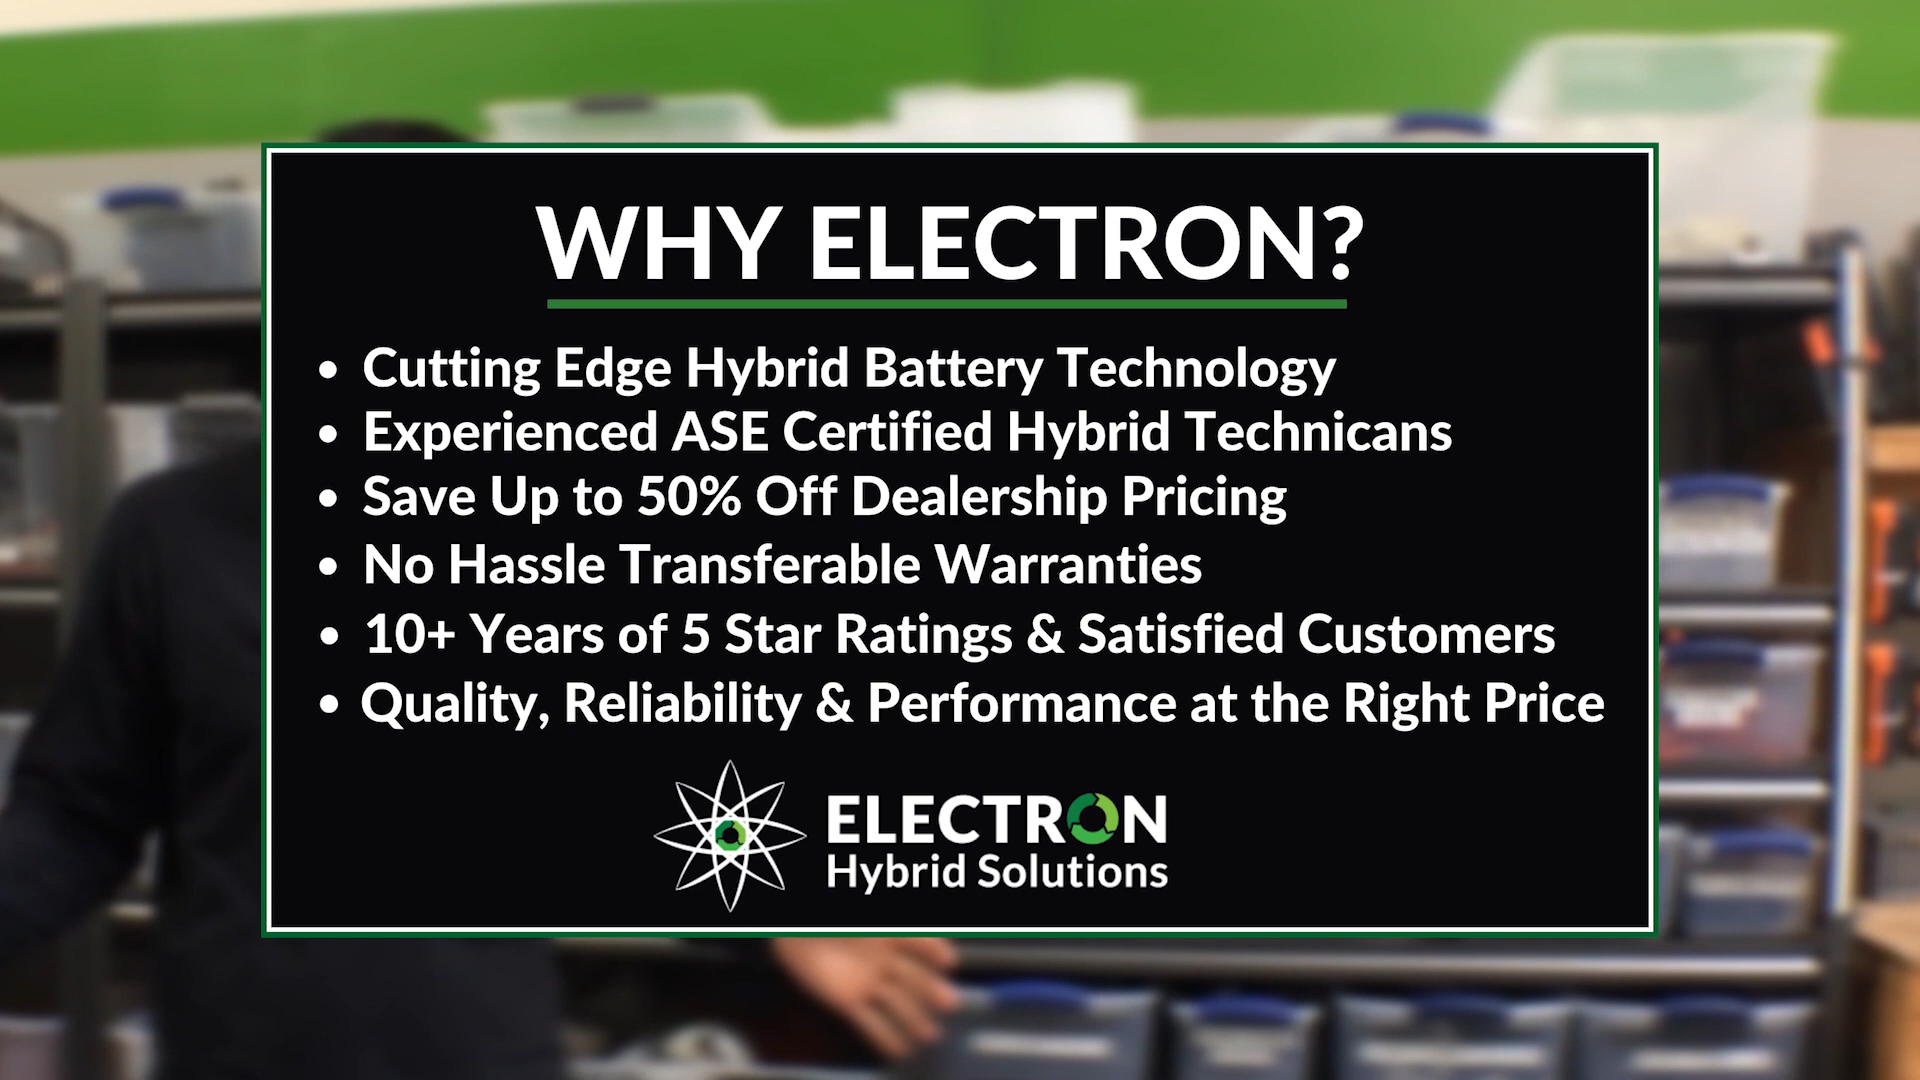 WHY ELECTRON?
• Cutting Edge Hybrid Battery Technology
• Experienced ASE Certified Hybrid Technicans
• Save Up to 50% Off Dealership Pricing
• No Hassle Transferable Warranties
• 10+ Years of 5 Star Ratings & Satisfied Customers
• Quality, Reliability & Performance at the Right Price
ELECTRON
Hybrid Solutions